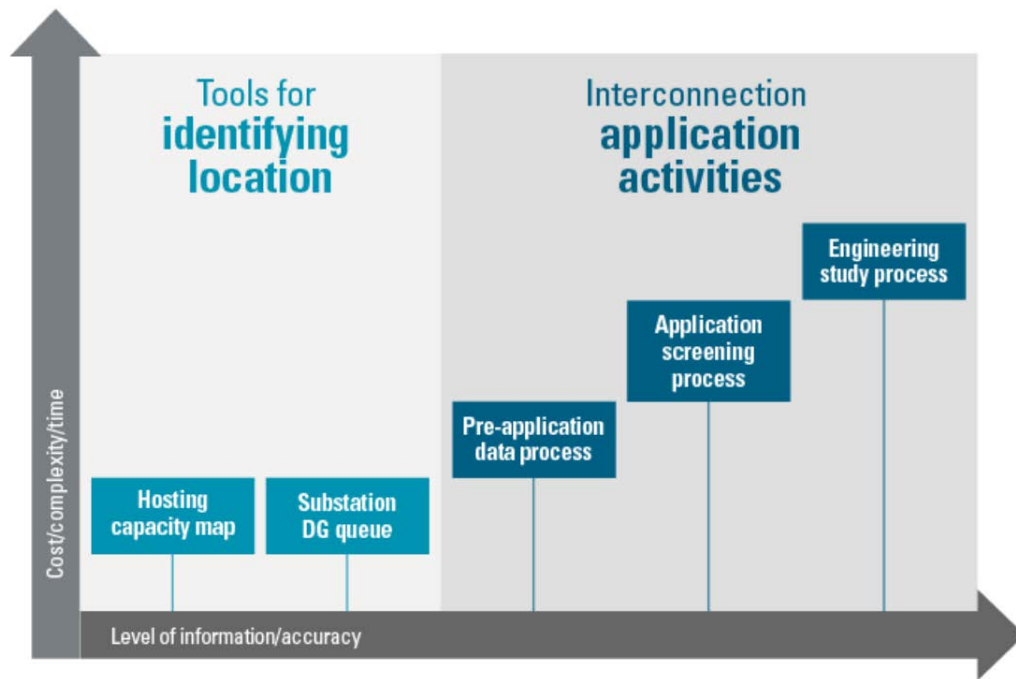 Tools for
identifying
location
Interconnection
application
activities
Engineering
study process
Application
screening
process
Pre-application
data process
Hosting
capacity map
Substation
DG queue
Cost/complexity/time
Level of information/accuracy